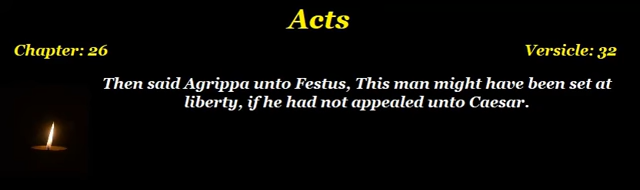 Acts
Chapter: 26
Versicle: 32
Then said Agrippa unto Festus, This man might have been set at
liberty, if he had not appealed unto Caesar.